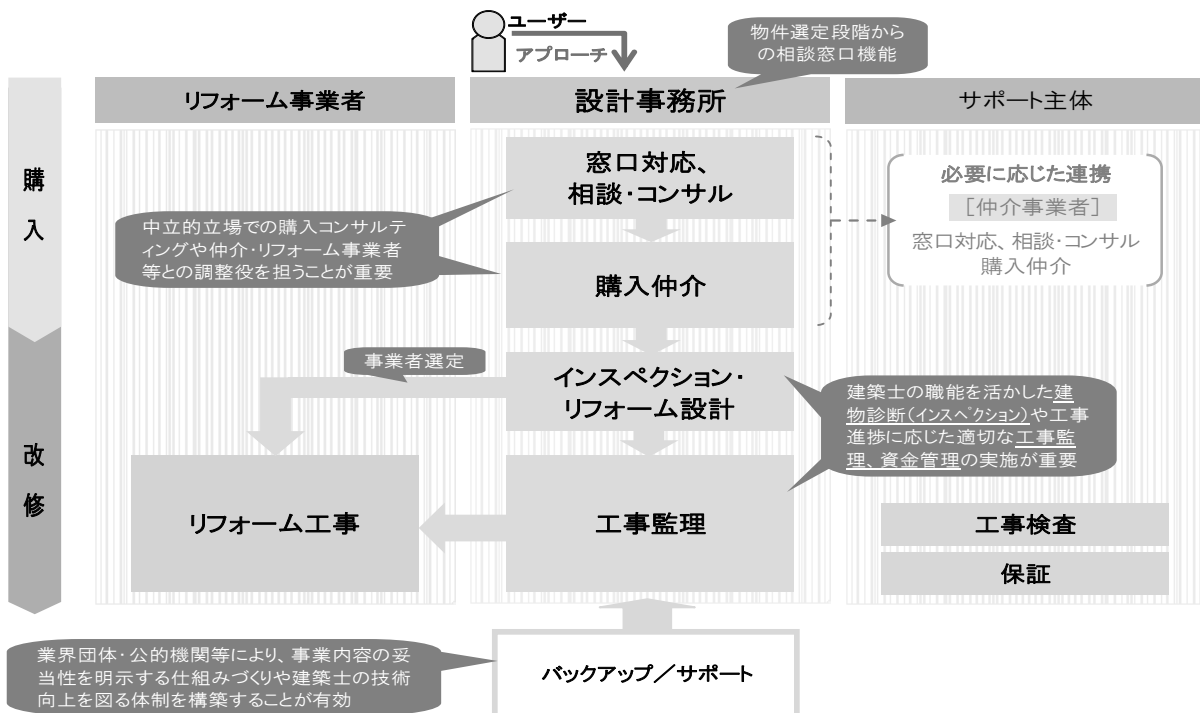 ユーザー
アプローチ
物件選定段階から
の相談窓口機能
リフォーム事業者
設計事務所
サポート主体
購
入
窓口対応、
相談・コンサル
必要に応じた連携
［仲介事業者］
窓口対応、相談・コンサル
購入仲介
中立的立場での購入コンサルテ
ィングや仲介・リフォーム事業者
等との調整役を担うことが重要
購入仲介
改
修
事業者選定
インスペクション・
リフォーム設計
建築士の職能を活かした建
物診断（インスペクション）や工事
進捗に応じた適切な工事監
理、資金管理の実施が重要
リフォーム工事
工事監理
工事検査
保証
業界団体・公的機関等により、事業内容の妥
当性を明示する仕組みづくりや建築士の技術
向上を図る体制を構築することが有効
バックアップ／サポート